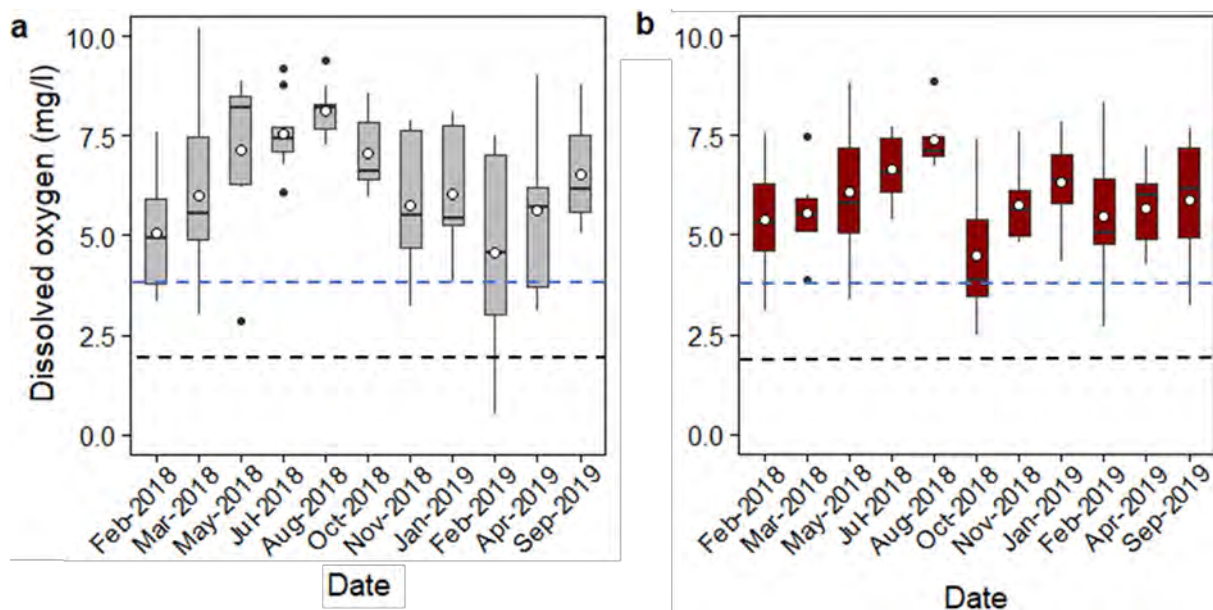 a
Dissolved oxygen (mg/l)
10.0
7.5
5.0
2.5
0.0
Feb-2018
Mar-2018
May-2018
Jul-2018
Aug-2018
Oct-2018
Nov-2018
Jan-2019
Feb-2019
Apr-2019
Sep-2019
Date
b
10.0
7.5
5.0
2.5
0.0
Feb-2018
Mar-2018
May-2018
Jul-2018
Aug-2018
Oct-2018
Nov-2018
Jan-2019
Feb-2019
Apr-2019
Sep-2019
Date